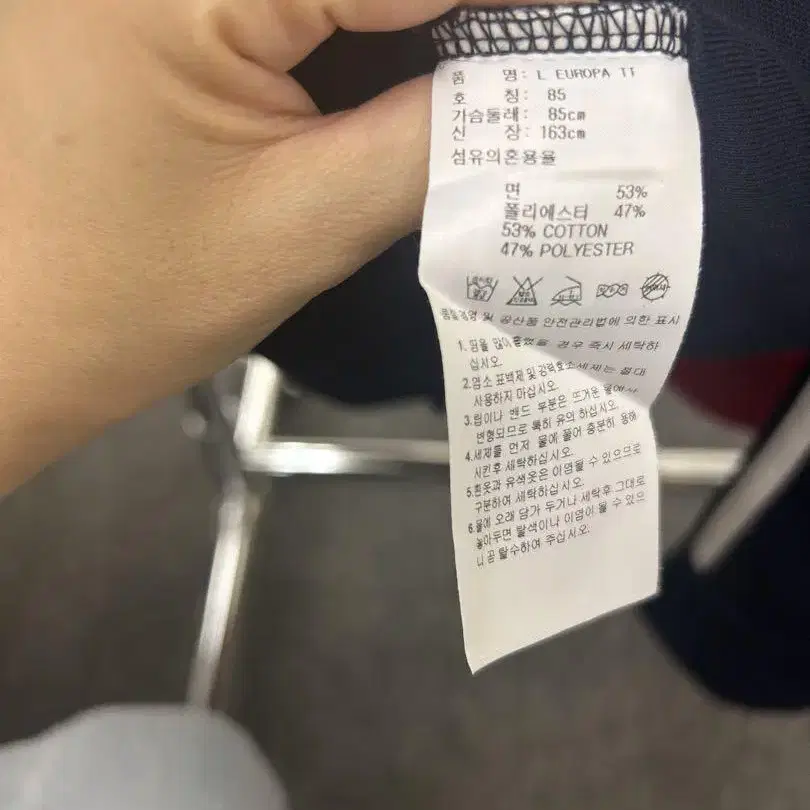 품 명: L EUROPA TT
호 칭: 85
가슴둘레: 85cm
신 장: 163cm
섬유의혼용율
면 53%
폴리에스터 47%
53% COTTON
47% POLYESTER
품질경영 및 공산품 안전관리법에 의한 표시
1.땀을 많이 흘렸을 경우 즉시 세탁하
십시오.
2.염소 표백제 및 강력효소세제는 절대
사용하지 마십시오.
3.립이나 밴드 부분은 뜨거운 물에서
변형되므로 특히 유의 하십시오.
4.세제를 먼저 물에 풀어 충분히 용해
시킨후 세탁하십시오.
5.흰옷과 유색옷은 이염될 수 있으므로
구분하여 세탁하십시오.
6.물에 오래 담가 두거나 세탁후 그대로
놓아두면 탈색이나 이염이 될 수 있으
니 곧 탈수하여 주십시오.